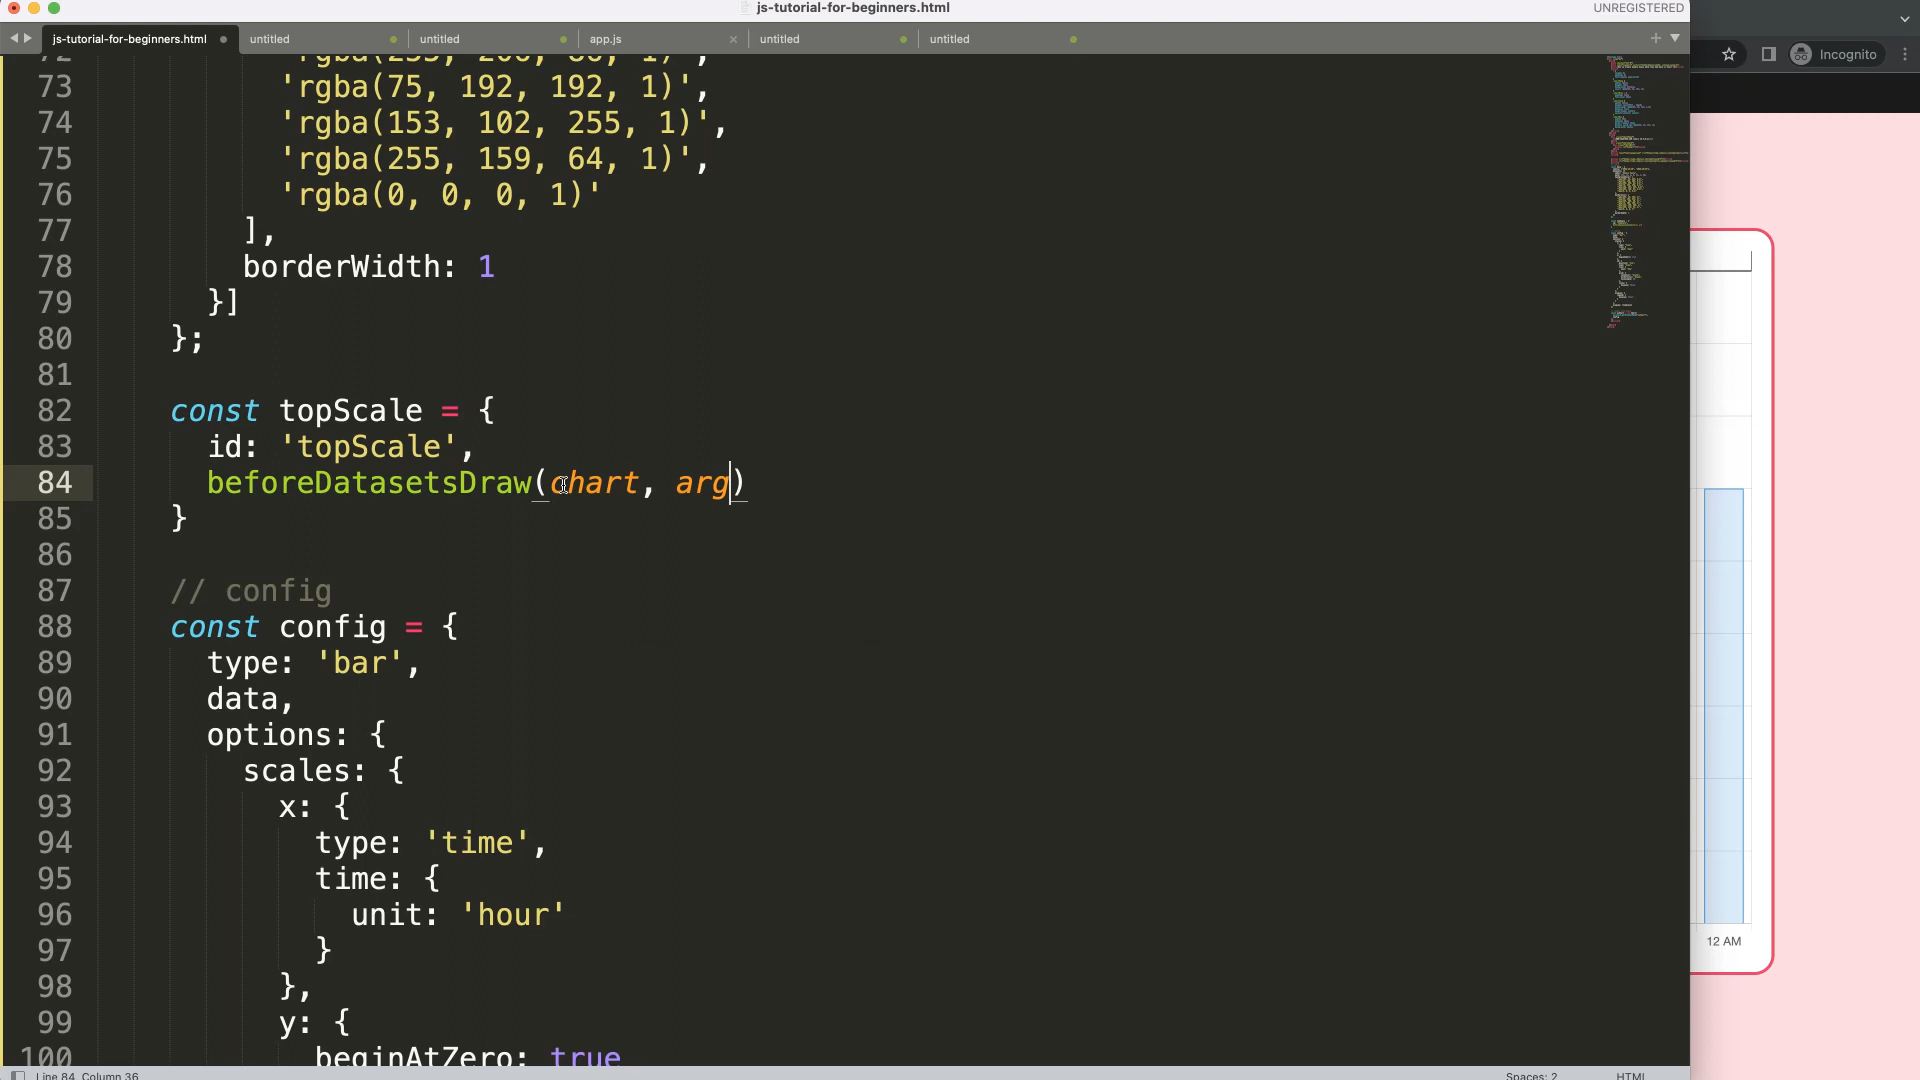 js-tutorial-for-beginners.html
UNREGISTERED
js-tutorial-for-beginners.html
untitled
untitled
app.js
untitled
untitled
Incognito
73 'rgba(75, 192, 192, 1)',
74 'rgba(153, 102, 255, 1)',
75 'rgba(255, 159, 64, 1)',
76 'rgba(0, 0, 0, 1)'
77 ],
78 borderWidth: 1
79 }]
80 };
81
82 const topScale = {
83 id: 'topScale',
84 beforeDatasetsDraw(chart, arg)
85 }
86
87 // config
88 const config = {
89 type: 'bar',
90 data,
91 options: {
92 scales: {
93 x: {
94 type: 'time',
95 time: {
96 unit: 'hour'
97 }
98 },
99 y: {
100 beginAtZero: true
12 AM
Line 84, Column 36
Spaces: 2
HTML